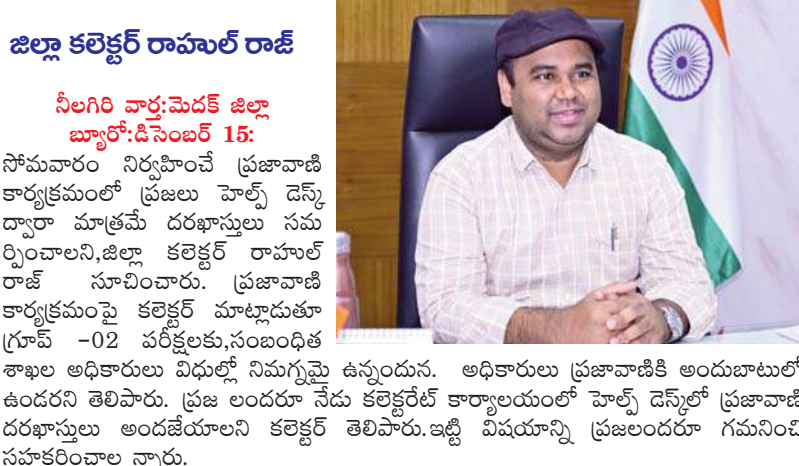 జిల్లా కలెక్టర్ రాహుల్ రాజ్
నీలగిరి వార్త:మెదక్ జిల్లా
బ్యూరో:డిసెంబర్ 15:
సోమవారం నిర్వహించే ప్రజావాణి
కార్యక్రమంలో ప్రజలు హెల్ప్ డెస్క్
ద్వారా మాత్రమే దరఖాస్తులు సమ
ర్పించాలని,జిల్లా కలెక్టర్ రాహుల్
రాజ్ సూచించారు. ప్రజావాణి
కార్యక్రమంపై కలెక్టర్ మాట్లాడుతూ
గ్రూప్ -02 పరీక్షలకు,సంబంధిత
శాఖల అధికారులు విధుల్లో నిమగ్నమై ఉన్నందున. అధికారులు ప్రజావాణికి అందుబాటులో
ఉండరని తెలిపారు. ప్రజ లందరూ నేడు కలెక్టరేట్ కార్యాలయంలో హెల్ప్ డెస్క్‌లో ప్రజావాణి
దరఖాస్తులు అందజేయాలని కలెక్టర్ తెలిపారు.ఇట్టి విషయాన్ని ప్రజలందరూ గమనించి
సహకరించాల న్నారు.